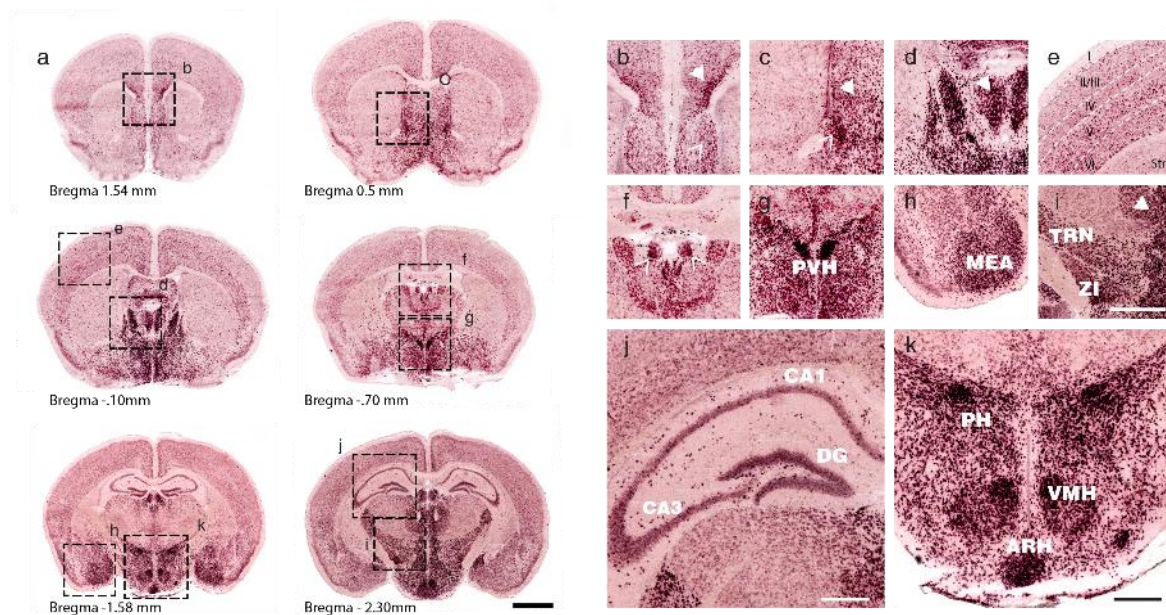 a
b
Bregma 1.54 mm
Bregma 0.5 mm
e
d
Bregma -.10mm
f
g
Bregma -.70 mm
h
k
Bregma -1.58 mm
j
i
Bregma - 2.30mm
b
c
d
e
I
II/III
IV
V
VI
Str
f
g
PVH
h
MEA
i
TRN
ZI
j
CA1
DG
CA3
k
PH
VMH
ARH